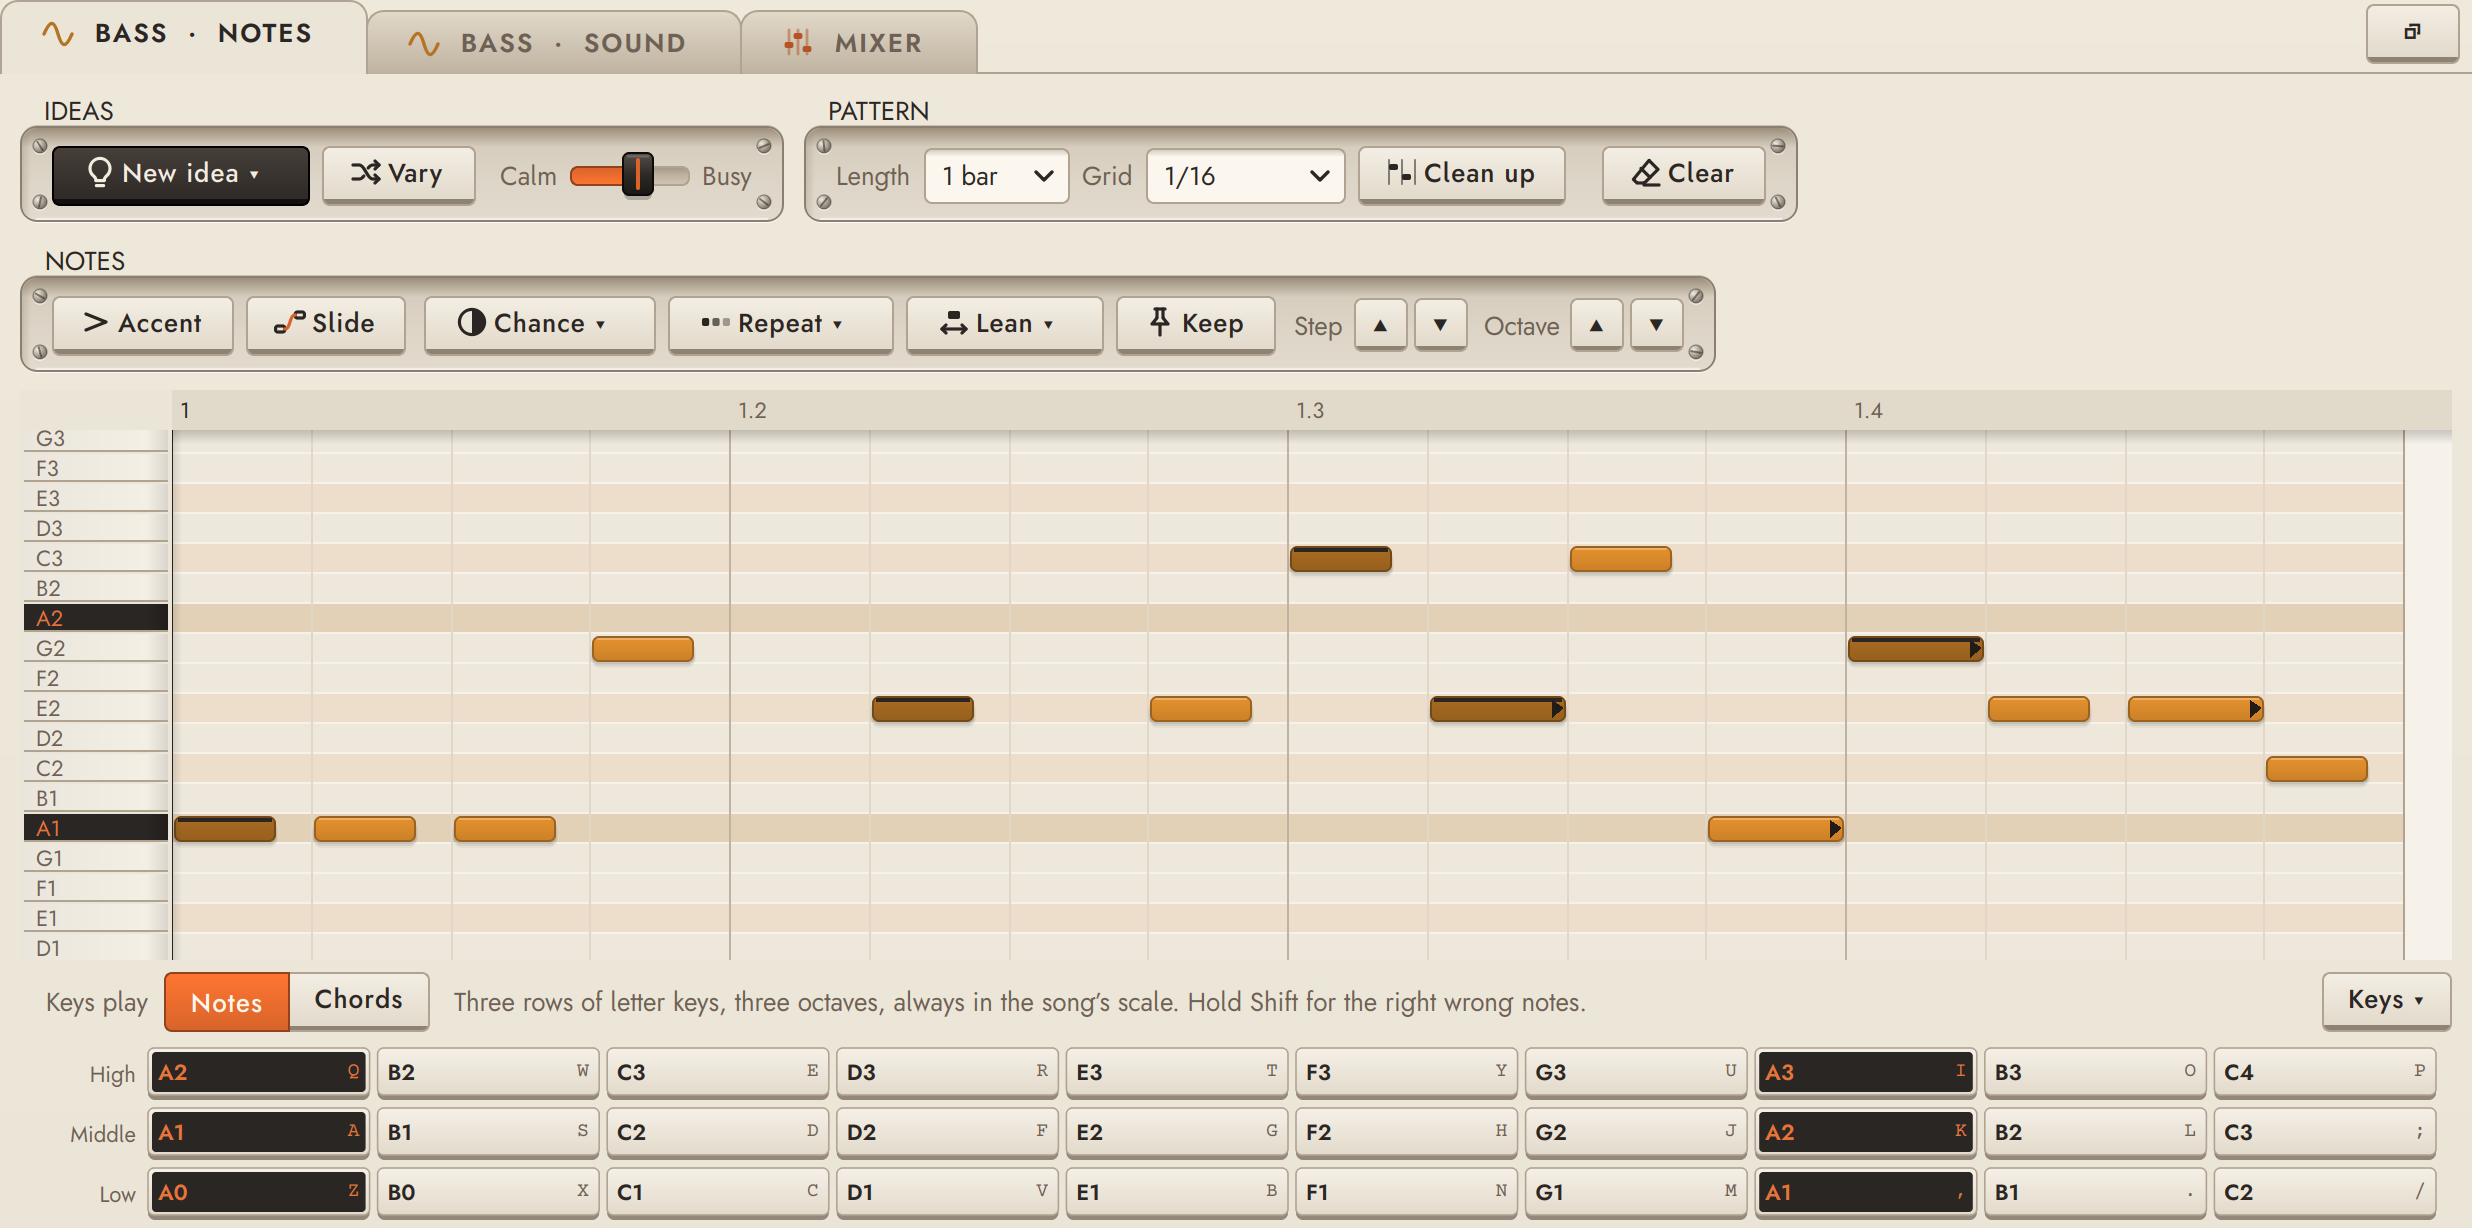 BASS · NOTES BASS · SOUND MIXER
IDEAS PATTERN
New idea ▾ Vary Calm Busy Length 1 bar Grid 1/16 Clean up Clear
NOTES
Accent Slide Chance ▾ Repeat ▾ Lean ▾ Keep Step ▲ ▼ Octave ▲ ▼
1 1.2 1.3 1.4
G3
F3
E3
D3
C3
B2
A2
G2
F2
E2
D2
C2
B1
A1
G1
F1
E1
D1
Keys play Notes Chords Three rows of letter keys, three octaves, always in the song’s scale. Hold Shift for the right wrong notes. Keys ▾
High A2 Q B2 W C3 E D3 R E3 T F3 Y G3 U A3 I B3 O C4 P
Middle A1 A B1 S C2 D D2 F E2 G F2 H G2 J A2 K B2 L C3 ;
Low A0 Z B0 X C1 C D1 V E1 B F1 N G1 M A1 , B1 . C2 /